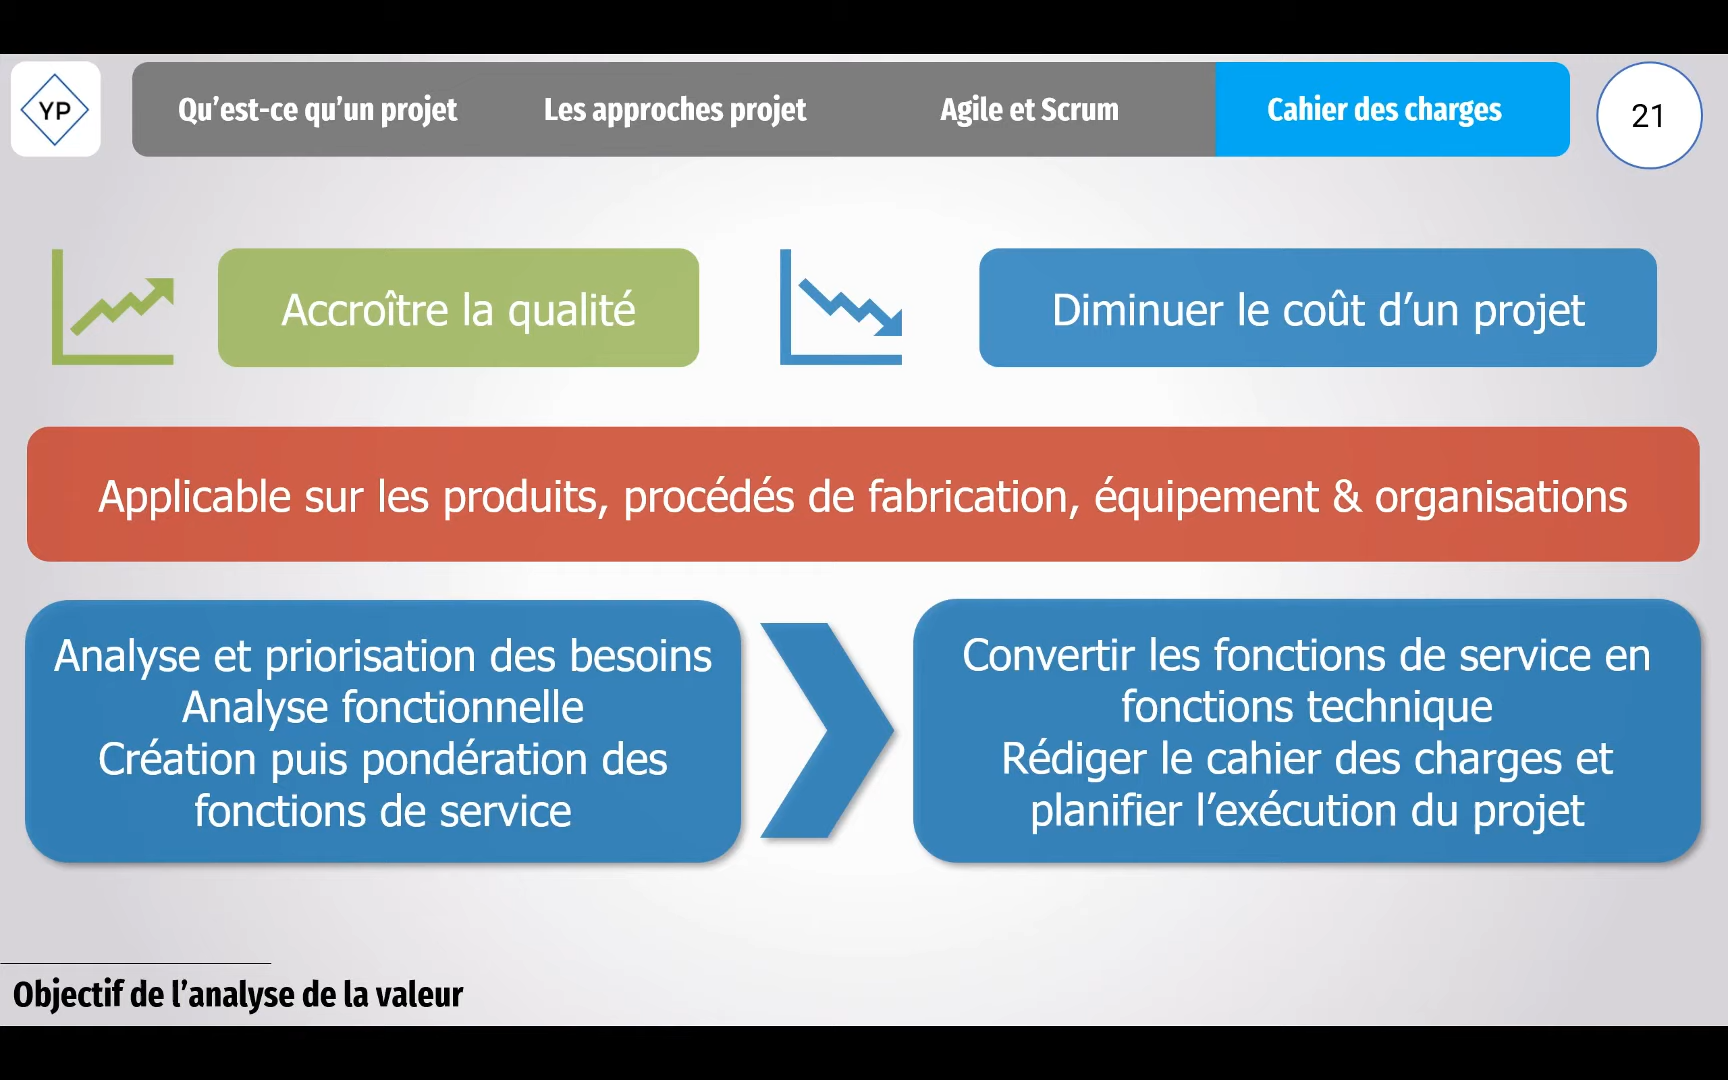 YP
Qu’est-ce qu’un projet
Les approches projet
Agile et Scrum
Cahier des charges
21
Accroître la qualité
Diminuer le coût d’un projet
Applicable sur les produits, procédés de fabrication, équipement & organisations
Analyse et priorisation des besoins
Analyse fonctionnelle
Création puis pondération des
fonctions de service
Convertir les fonctions de service en
fonctions technique
Rédiger le cahier des charges et
planifier l’exécution du projet
Objectif de l’analyse de la valeur